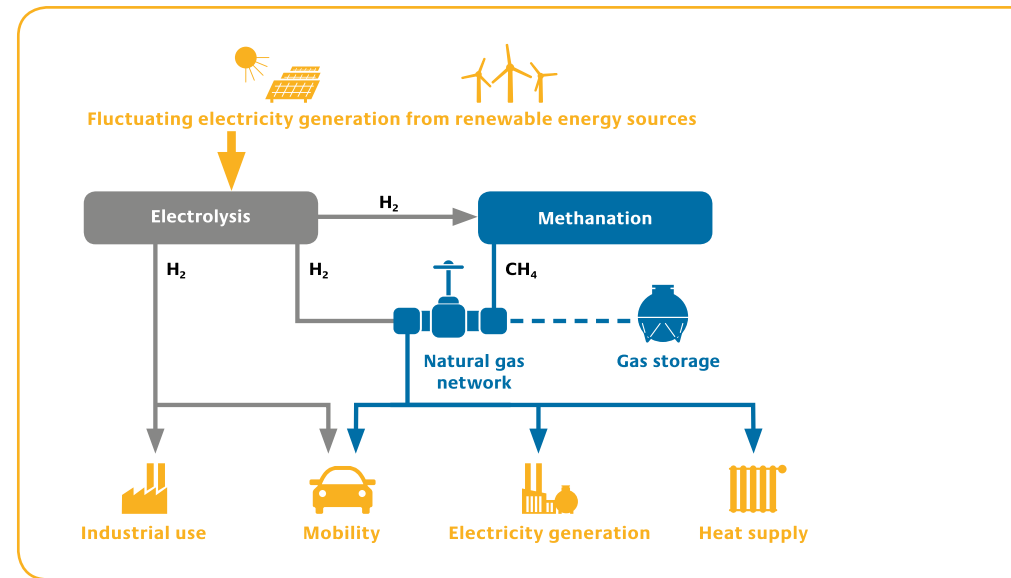 Fluctuating electricity generation from renewable energy sources
Electrolysis
H₂
Methanation
H₂
H₂
CH₄
Natural gas
network
Gas storage
Industrial use
Mobility
Electricity generation
Heat supply